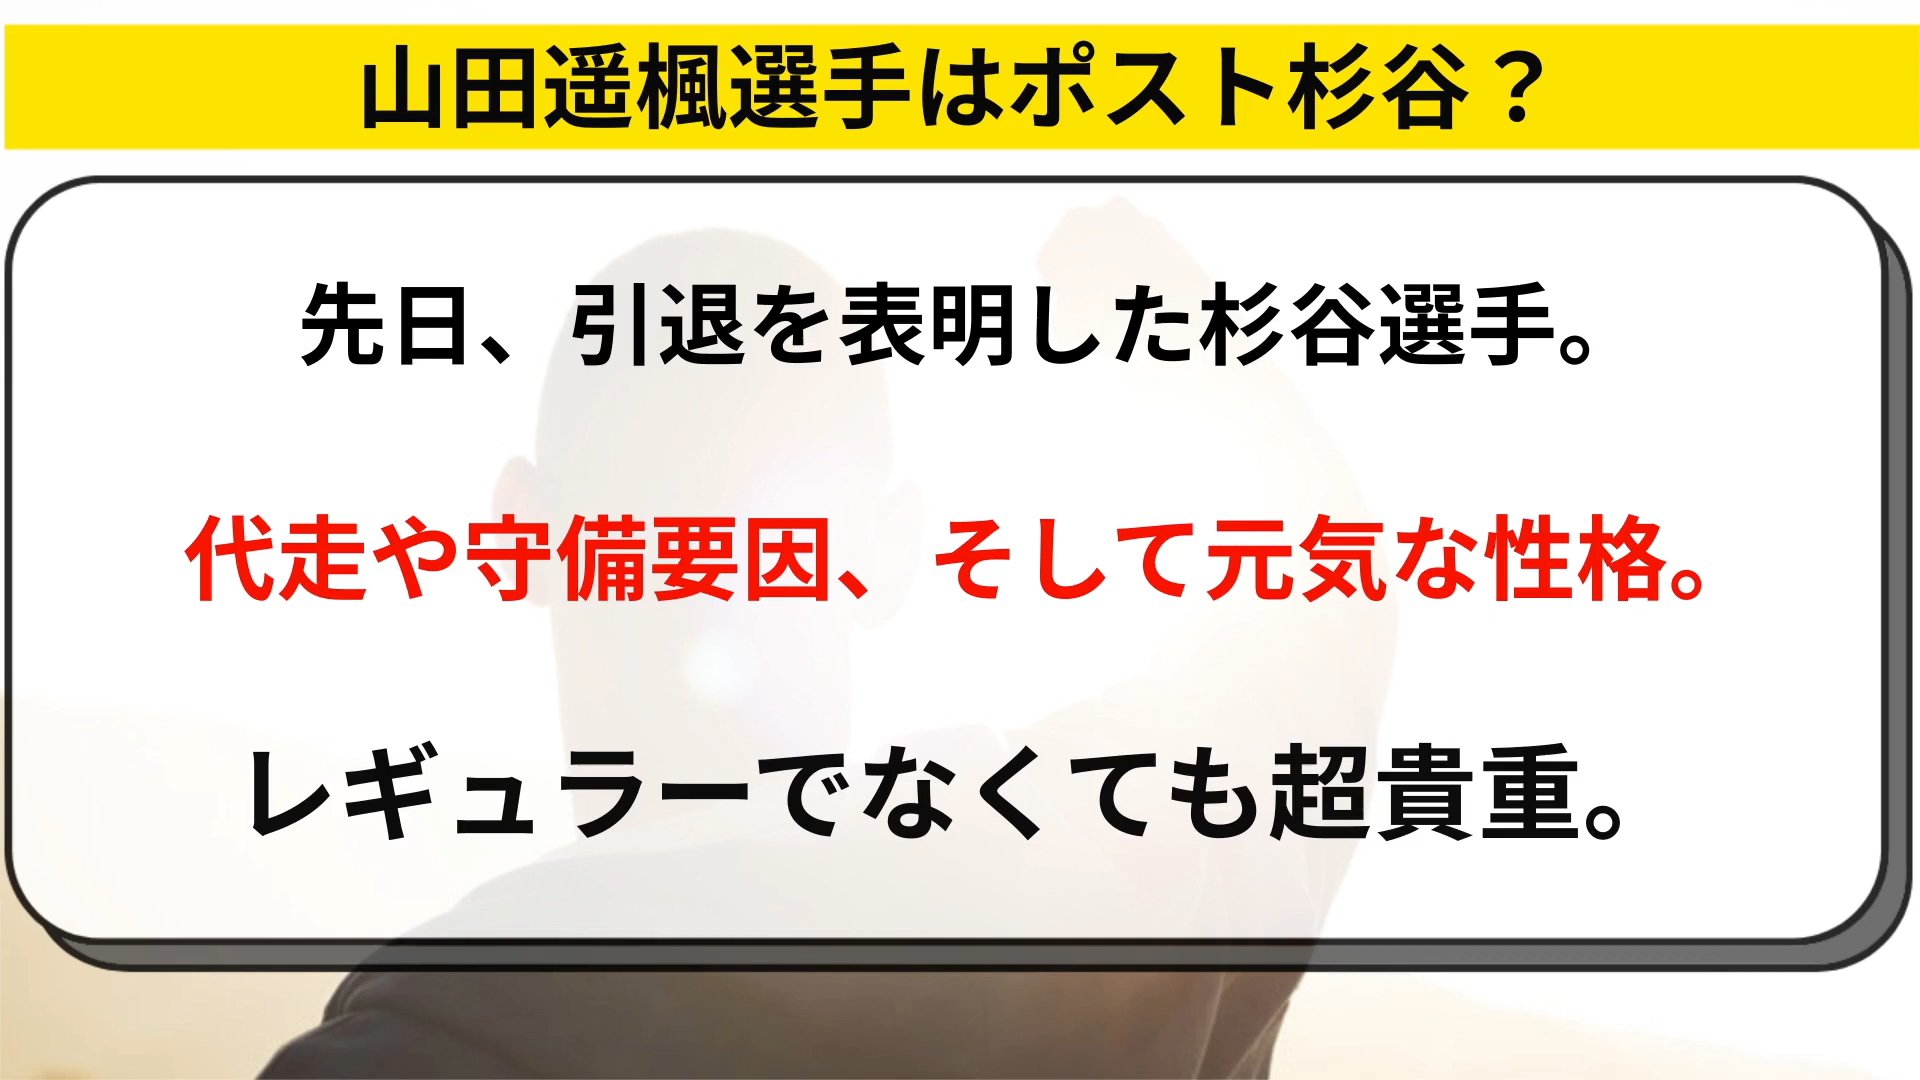 山田遥楓選手はポスト杉谷？
先日、引退を表明した杉谷選手。
代走や守備要因、そして元気な性格。
レギュラーでなくても超貴重。